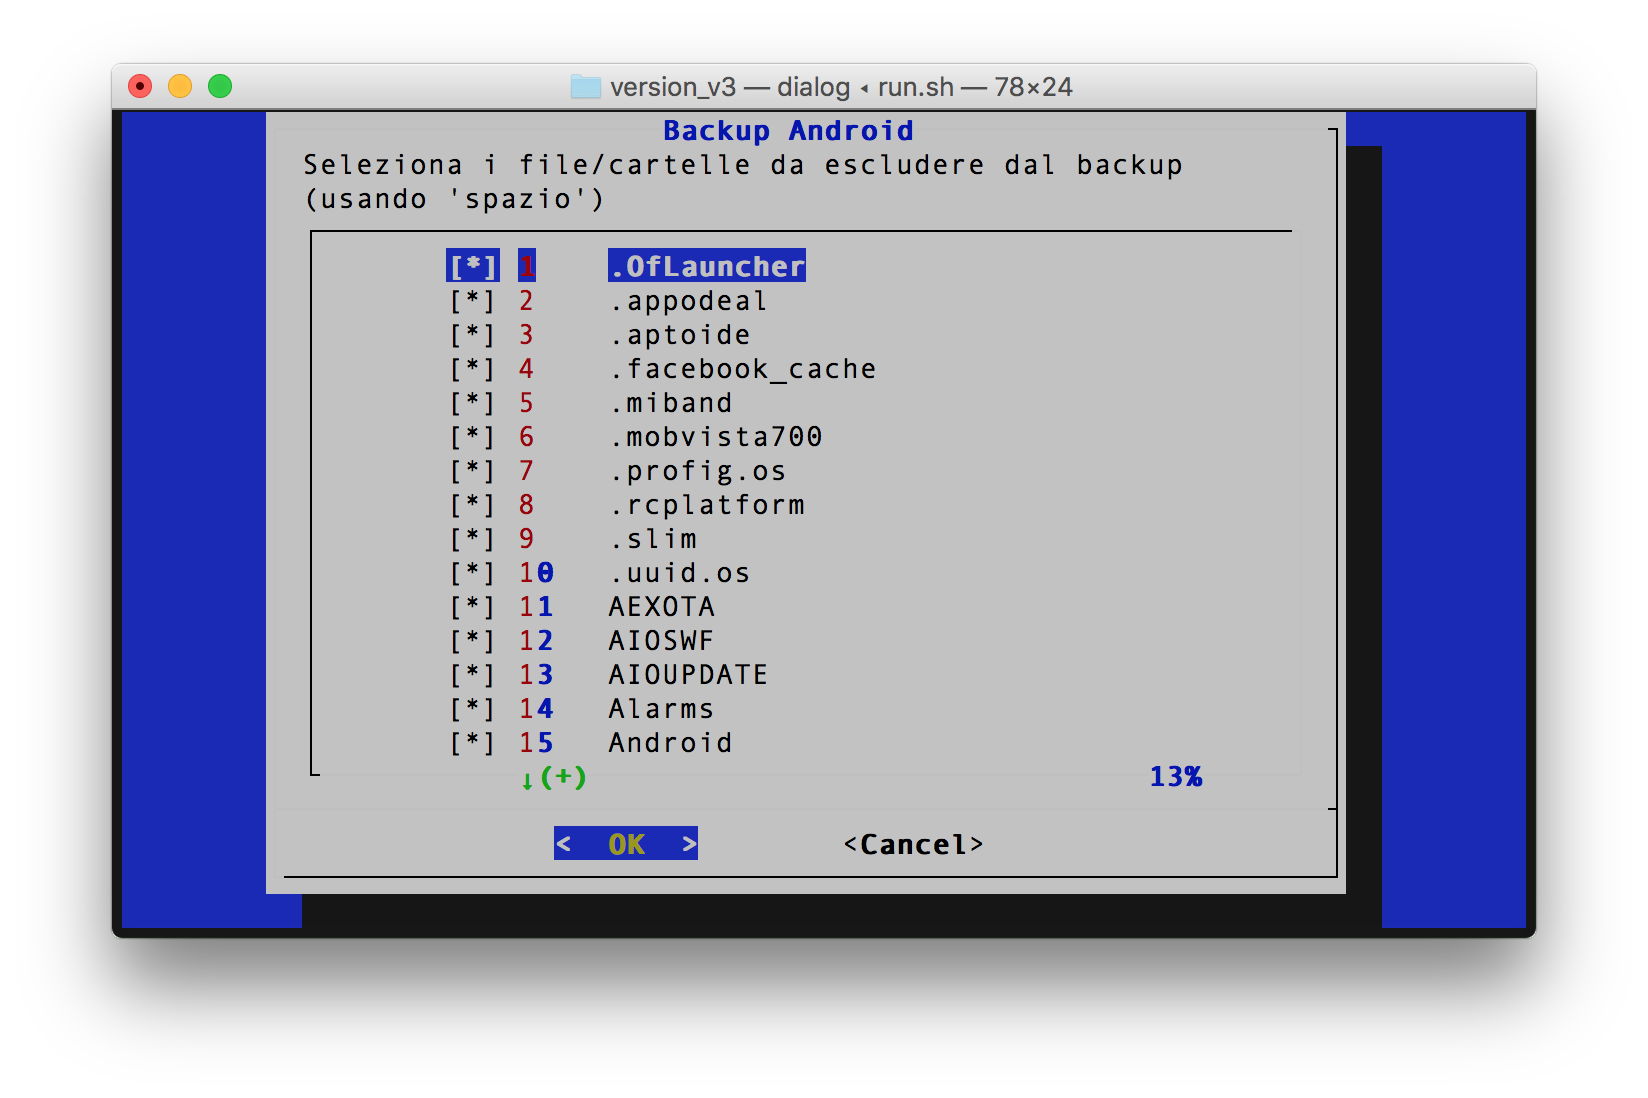 version_v3 — dialog ◂ run.sh — 78×24
Backup Android
Seleziona i file/cartelle da escludere dal backup
(usando 'spazio')
[*] 1 .OfLauncher
[*] 2 .appodeal
[*] 3 .aptoide
[*] 4 .facebook_cache
[*] 5 .miband
[*] 6 .mobvista700
[*] 7 .profig.os
[*] 8 .rcplatform
[*] 9 .slim
[*] 10 .uuid.os
[*] 11 AEXOTA
[*] 12 AIOSWF
[*] 13 AIOUPDATE
[*] 14 Alarms
[*] 15 Android
↓(+) 13%
< OK > <Cancel>